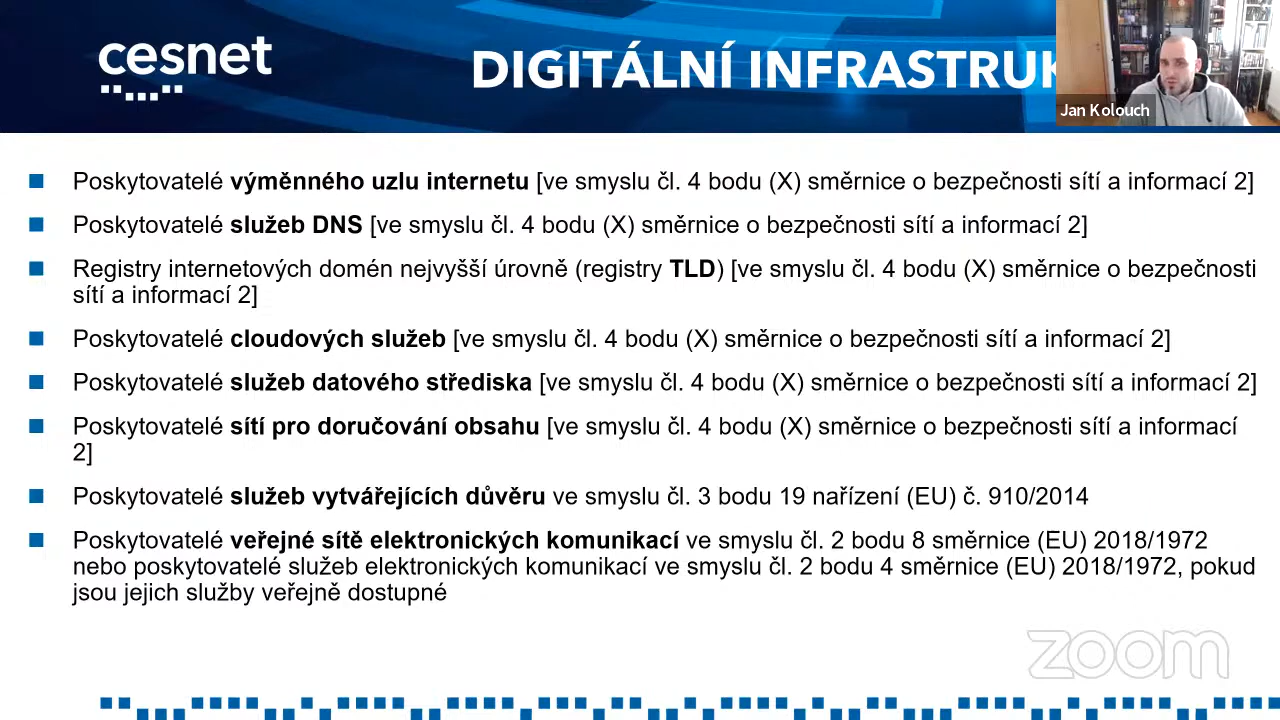 cesnet
DIGITÁLNÍ INFRASTRUK
Jan Kolouch
Poskytovatelé výměnného uzlu internetu [ve smyslu čl. 4 bodu (X) směrnice o bezpečnosti sítí a informací 2]
Poskytovatelé služeb DNS [ve smyslu čl. 4 bodu (X) směrnice o bezpečnosti sítí a informací 2]
Registry internetových domén nejvyšší úrovně (registry TLD) [ve smyslu čl. 4 bodu (X) směrnice o bezpečnosti
sítí a informací 2]
Poskytovatelé cloudových služeb [ve smyslu čl. 4 bodu (X) směrnice o bezpečnosti sítí a informací 2]
Poskytovatelé služeb datového střediska [ve smyslu čl. 4 bodu (X) směrnice o bezpečnosti sítí a informací 2]
Poskytovatelé sítí pro doručování obsahu [ve smyslu čl. 4 bodu (X) směrnice o bezpečnosti sítí a informací
2]
Poskytovatelé služeb vytvářejících důvěru ve smyslu čl. 3 bodu 19 nařízení (EU) č. 910/2014
Poskytovatelé veřejné sítě elektronických komunikací ve smyslu čl. 2 bodu 8 směrnice (EU) 2018/1972
nebo poskytovatelé služeb elektronických komunikací ve smyslu čl. 2 bodu 4 směrnice (EU) 2018/1972, pokud
jsou jejich služby veřejně dostupné
zoom